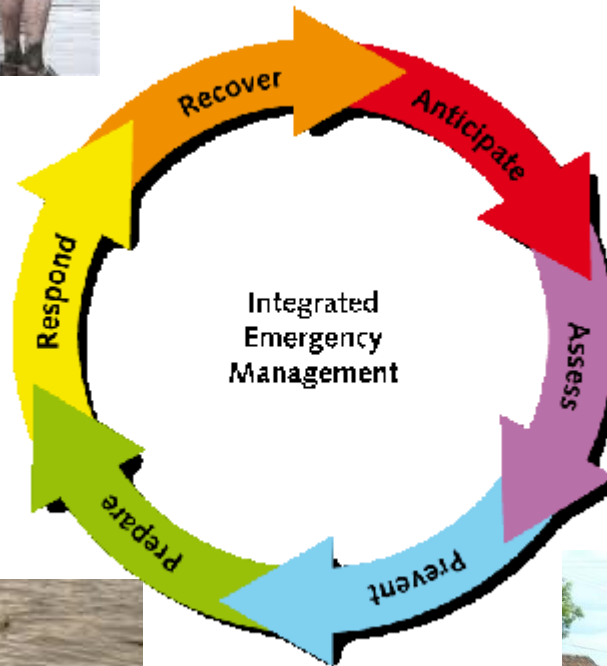 Recover
Anticipate
Assess
Prevent
Prepare
Respond
Integrated
Emergency
Management